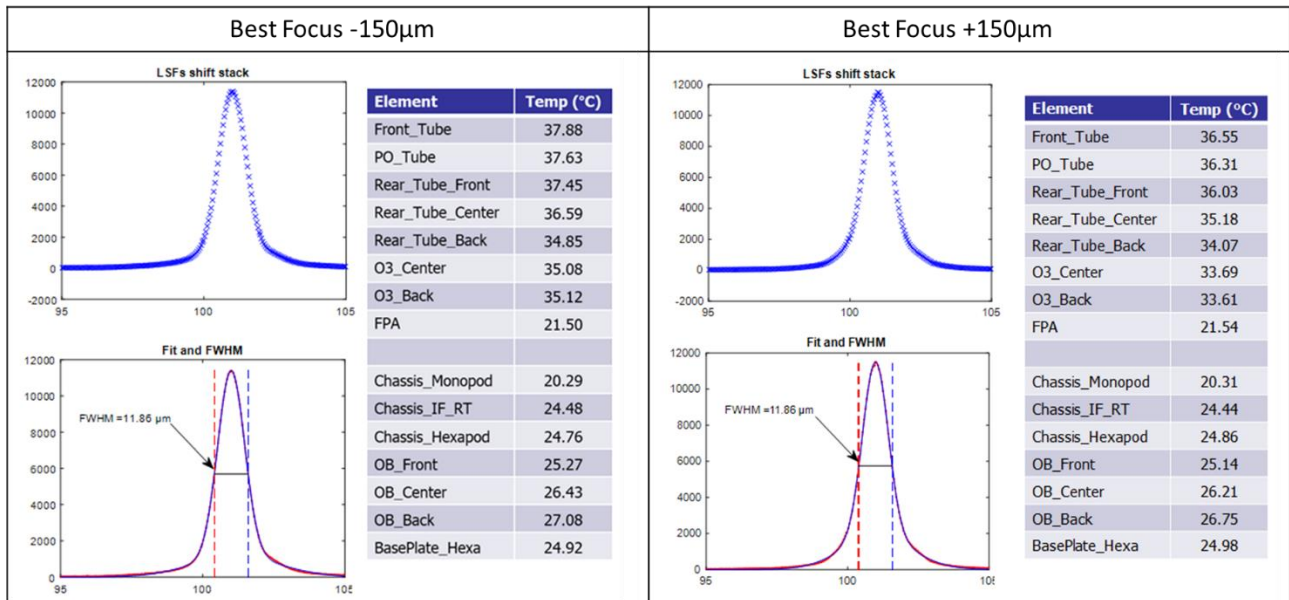 Best Focus -150µm
LSFs shift stack
12000
10000
8000
6000
4000
2000
0
-2000
95
100
105
Fit and FWHM
12000
10000
8000
6000
4000
2000
0
FWHM =11.86 µm
95
100
105
Element Temp (°C)
Front_Tube 37.88
PO_Tube 37.63
Rear_Tube_Front 37.45
Rear_Tube_Center 36.59
Rear_Tube_Back 34.85
O3_Center 35.08
O3_Back 35.12
FPA 21.50
Chassis_Monopod 20.29
Chassis_IF_RT 24.48
Chassis_Hexapod 24.76
OB_Front 25.27
OB_Center 26.43
OB_Back 27.08
BasePlate_Hexa 24.92
Best Focus +150µm
LSFs shift stack
12000
10000
8000
6000
4000
2000
0
-2000
95
100
105
Fit and FWHM
12000
10000
8000
6000
4000
2000
0
FWHM =11.86 µm
95
100
10
Element Temp (°C)
Front_Tube 36.55
PO_Tube 36.31
Rear_Tube_Front 36.03
Rear_Tube_Center 35.18
Rear_Tube_Back 34.07
O3_Center 33.69
O3_Back 33.61
FPA 21.54
Chassis_Monopod 20.31
Chassis_IF_RT 24.44
Chassis_Hexapod 24.86
OB_Front 25.14
OB_Center 26.21
OB_Back 26.75
BasePlate_Hexa 24.98